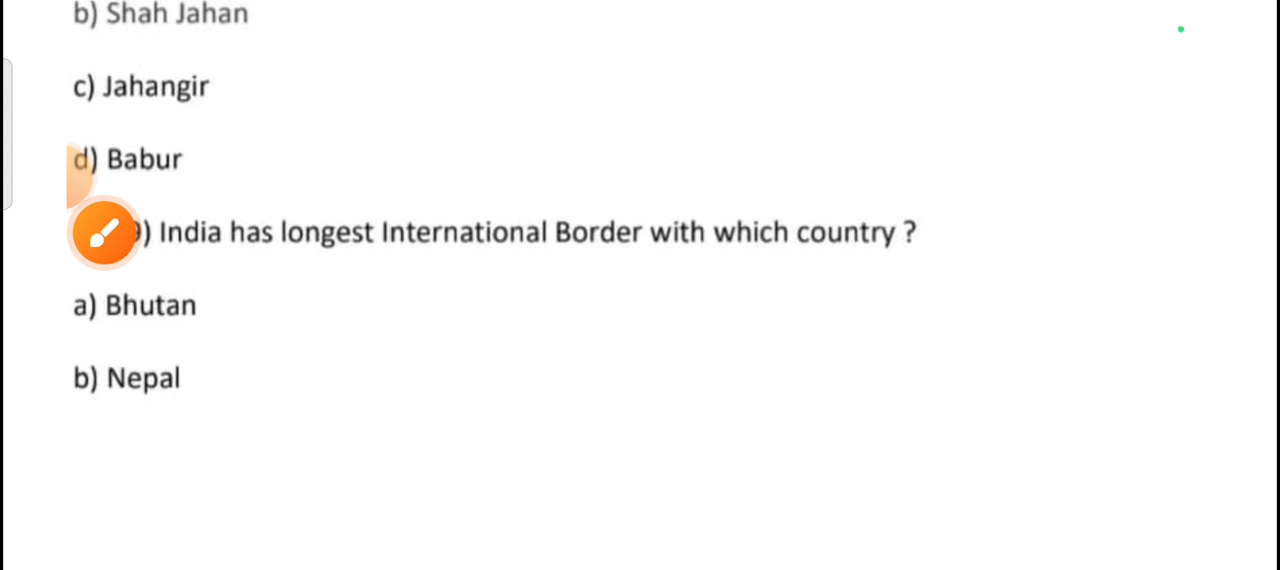 b) Shah Jahan
c) Jahangir
d) Babur
) India has longest International Border with which country ?
a) Bhutan
b) Nepal